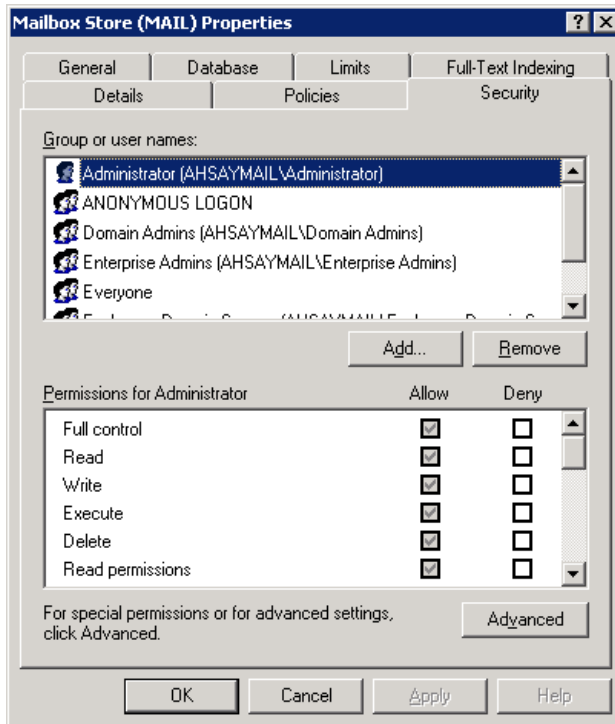 Mailbox Store (MAIL) Properties
General Database Limits Full-Text Indexing
Details Policies Security
Group or user names:
Administrator (AHSAYMAIL\Administrator)
ANONYMOUS LOGON
Domain Admins (AHSAYMAIL\Domain Admins)
Enterprise Admins (AHSAYMAIL\Enterprise Admins)
Everyone
Add... Remove
Permissions for Administrator Allow Deny
Full control
Read
Write
Execute
Delete
Read permissions
For special permissions or for advanced settings,
click Advanced.
Advanced
OK Cancel Apply Help